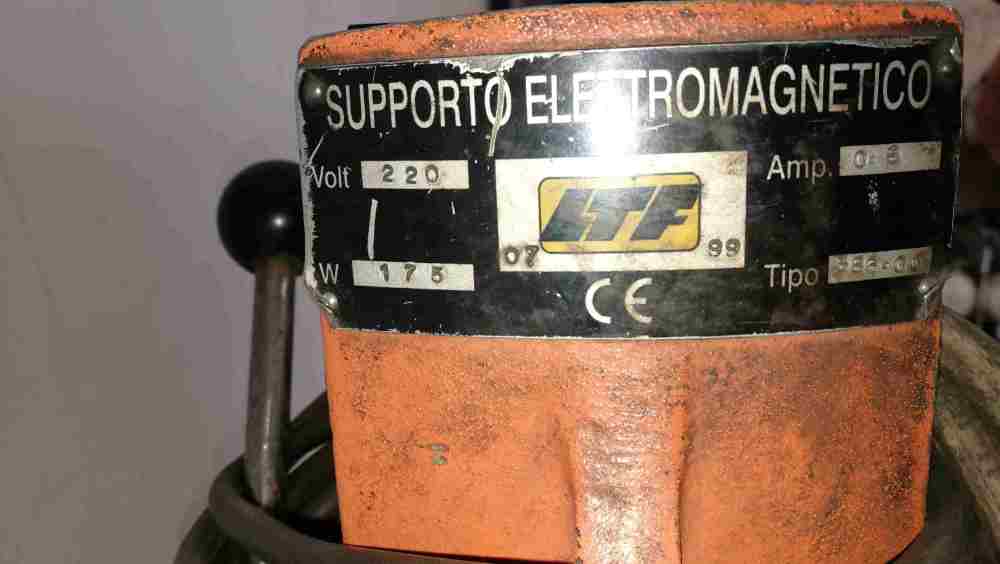 SUPPORTO ELETTROMAGNETICO
Volt 220
Amp.
LTF
07 99
W 175
Tipo
CE